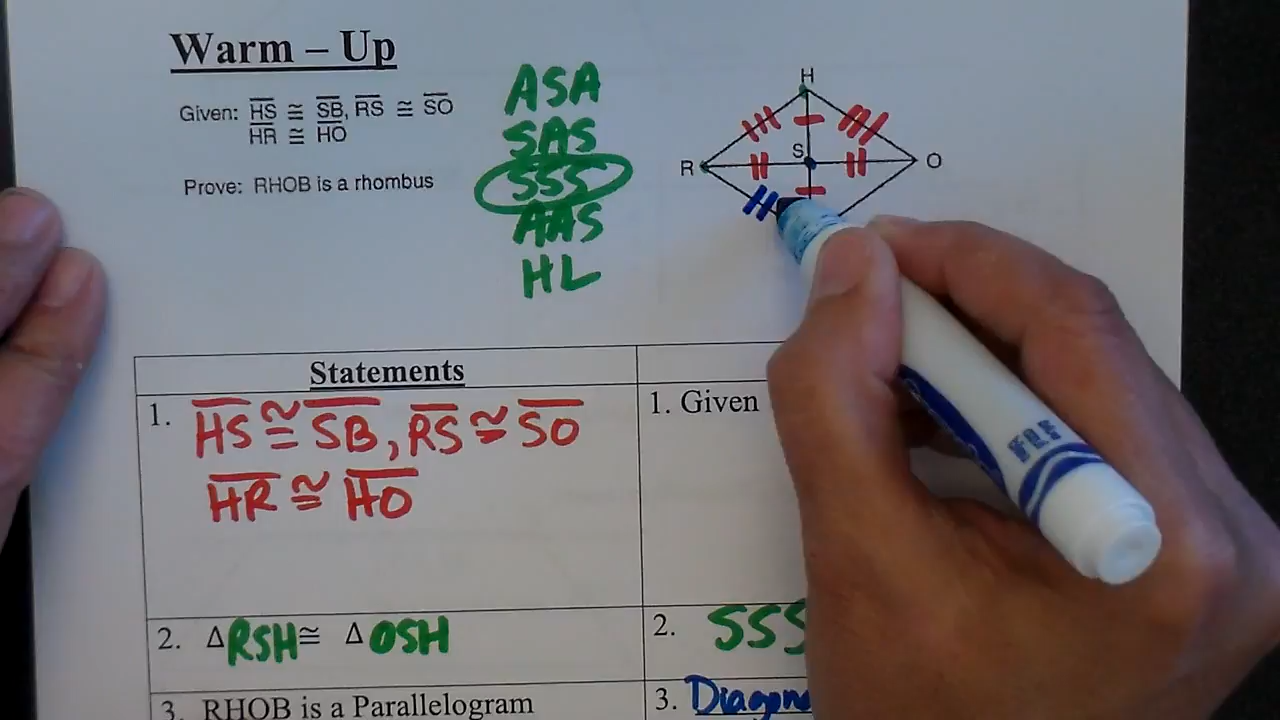 Warm – Up
Given: HS ≅ SB, RS ≅ SO
HR ≅ HO
Prove: RHOB is a rhombus
ASA
SAS
SSS
AAS
HL
H
R
S
O
Statements
1. HS ≅ SB, RS ≅ SO
HR ≅ HO
1. Given
2. ΔRSH ≅ ΔOSH
2. SSS
3. RHOB is a Parallelogram
3.